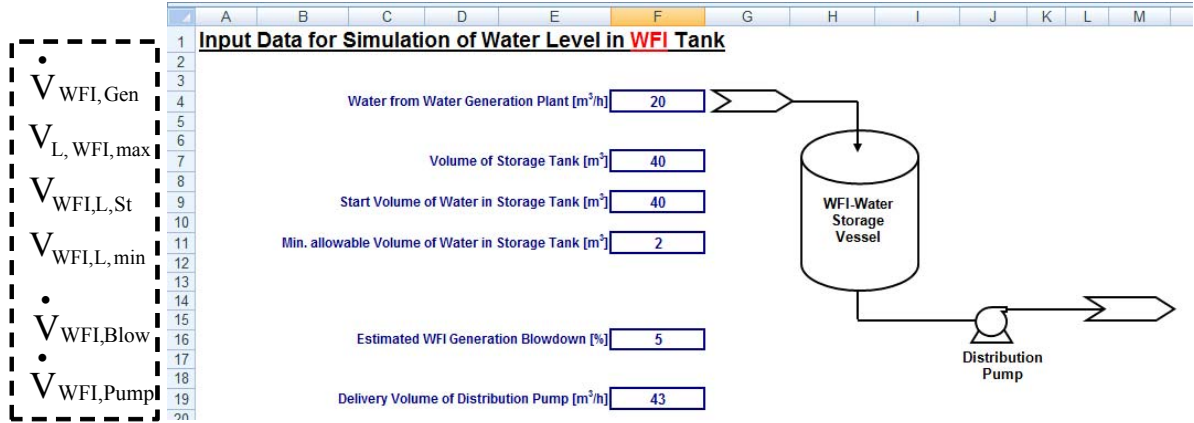 A B C D E F G H I J K L M
1 Input Data for Simulation of Water Level in WFI Tank
2
3
V̇ WFI, Gen 4 Water from Water Generation Plant [m³/h] 20
5
V L, WFI, max 6
7 Volume of Storage Tank [m³] 40
8
V WFI,L,St 9 Start Volume of Water in Storage Tank [m³] 40 WFI-Water
10 Storage
V WFI,L, min 11 Min. allowable Volume of Water in Storage Tank [m³] 2 Vessel
12
13
14
15
V̇ WFI,Blow 16 Estimated WFI Generation Blowdown [%] 5
17 Distribution
18 Pump
V̇ WFI,Pump 19 Delivery Volume of Distribution Pump [m³/h] 43
20